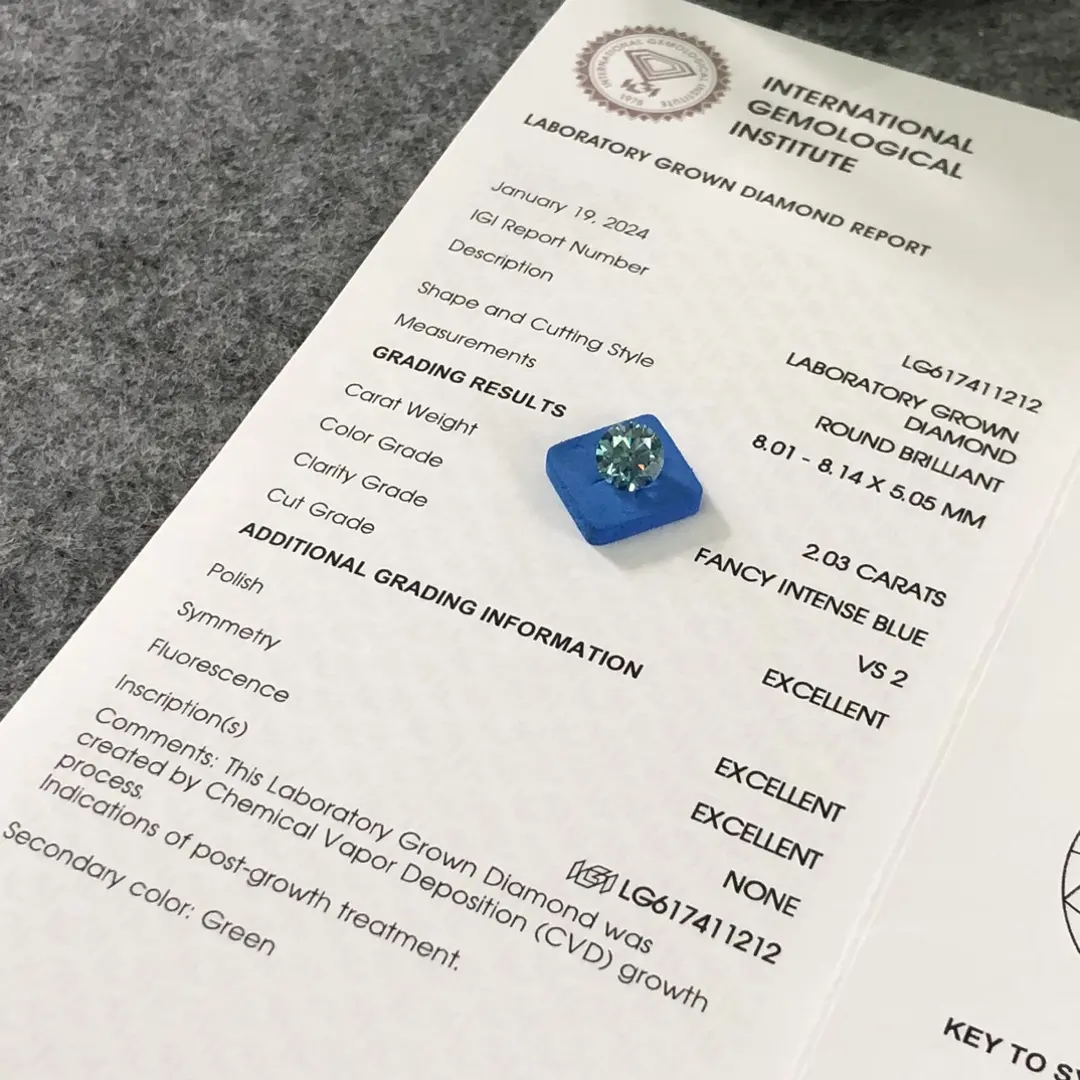 INTERNATIONAL GEMOLOGICAL INSTITUTE
1975
INTERNATIONAL
GEMOLOGICAL
INSTITUTE
LABORATORY GROWN DIAMOND REPORT
January 19, 2024
IGI Report Number LG617411212
Description LABORATORY GROWN
DIAMOND
Shape and Cutting Style ROUND BRILLIANT
Measurements 8.01 - 8.14 X 5.05 MM
GRADING RESULTS
Carat Weight 2.03 CARATS
Color Grade FANCY INTENSE BLUE
Clarity Grade VS 2
Cut Grade EXCELLENT
ADDITIONAL GRADING INFORMATION
Polish EXCELLENT
Symmetry EXCELLENT
Fluorescence NONE
Inscription(s) IGI LG617411212
Comments: This Laboratory Grown Diamond was
created by Chemical Vapor Deposition (CVD) growth
process.
Indications of post-growth treatment.
Secondary color: Green
KEY TO